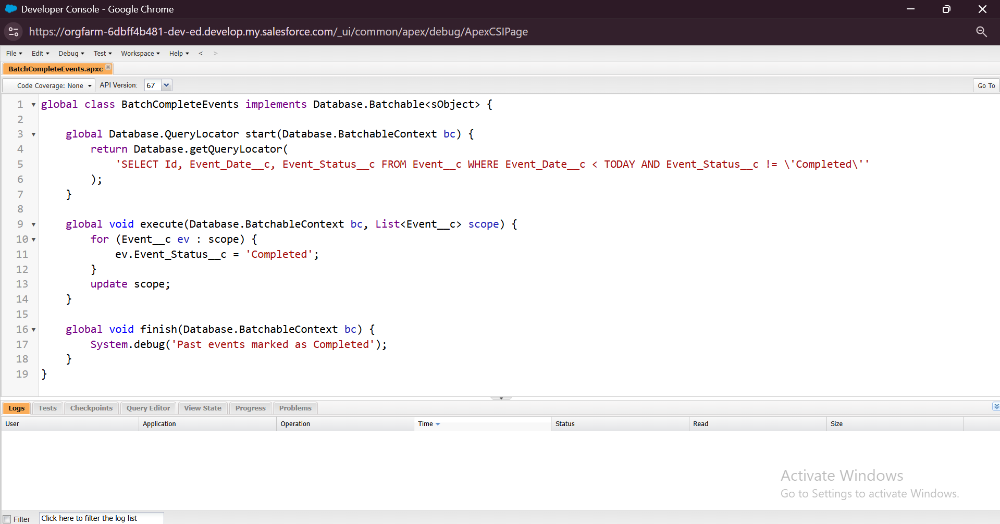 Developer Console - Google Chrome
https://orgfarm-6dbff4b481-dev-ed.develop.my.salesforce.com/_ui/common/apex/debug/ApexCSIPage
File Edit Debug Test Workspace Help < >
BatchCompleteEvents.apxc
Code Coverage: None API Version: 67 Go To
1 global class BatchCompleteEvents implements Database.Batchable<sObject> {
2
3 global Database.QueryLocator start(Database.BatchableContext bc) {
4 return Database.getQueryLocator(
5 'SELECT Id, Event_Date__c, Event_Status__c FROM Event__c WHERE Event_Date__c < TODAY AND Event_Status__c != \'Completed\''
6 );
7 }
8
9 global void execute(Database.BatchableContext bc, List<Event__c> scope) {
10 for (Event__c ev : scope) {
11 ev.Event_Status__c = 'Completed';
12 }
13 update scope;
14 }
15
16 global void finish(Database.BatchableContext bc) {
17 System.debug('Past events marked as Completed');
18 }
19 }
Logs Tests Checkpoints Query Editor View State Progress Problems
User Application Operation Time Status Read Size
Activate Windows
Go to Settings to activate Windows.
Filter Click here to filter the log list